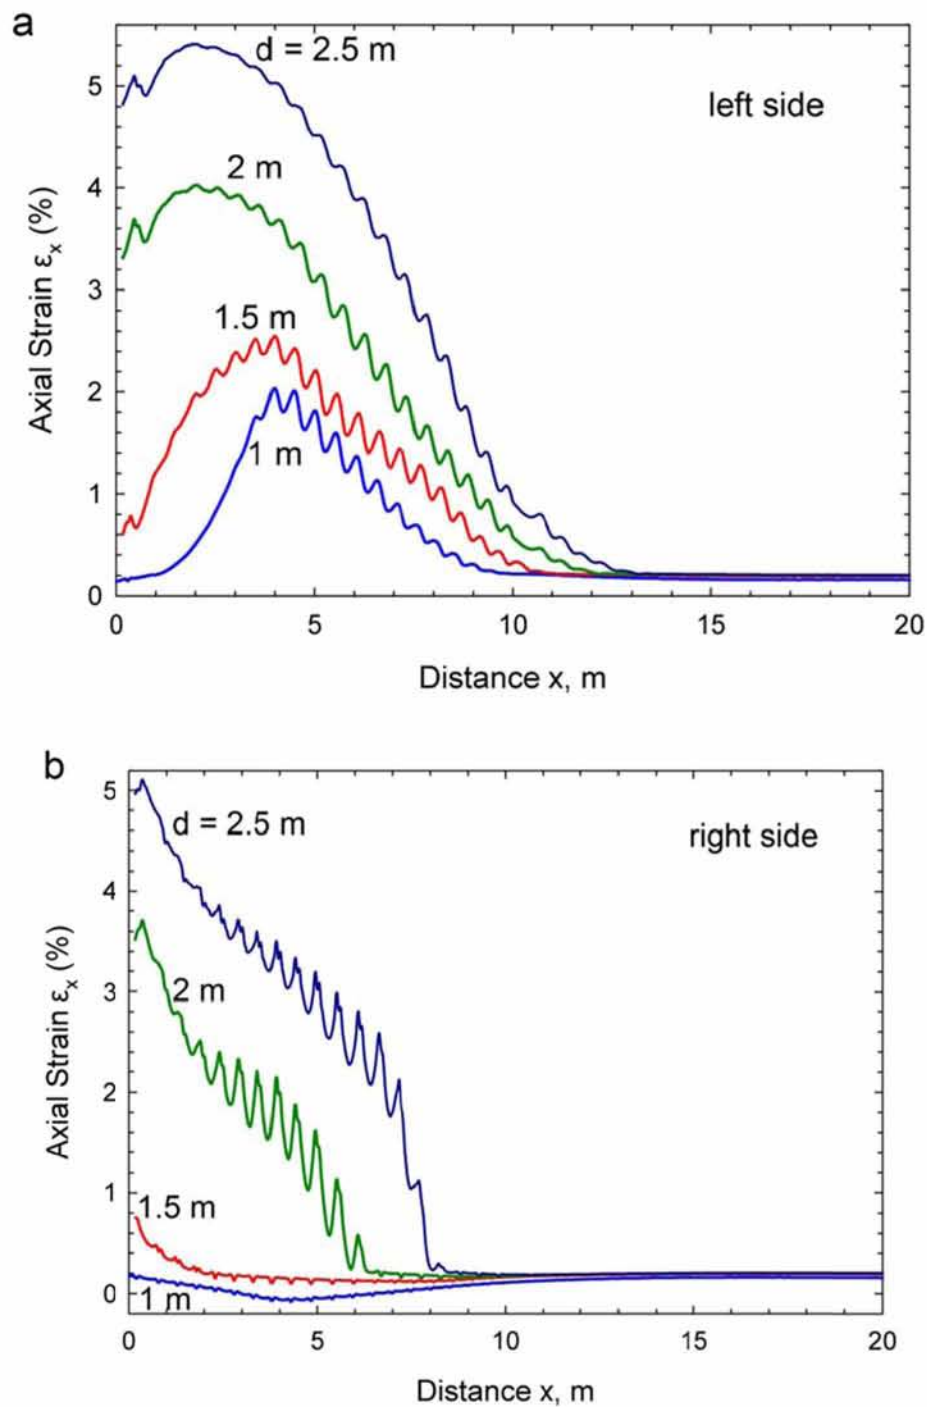 a
d = 2.5 m
left side
2 m
1.5 m
1 m
Axial Strain εx (%)
5
4
3
2
1
0
0 5 10 15 20
Distance x, m
b
d = 2.5 m
right side
2 m
1.5 m
1 m
Axial Strain εx (%)
5
4
3
2
1
0
0 5 10 15 20
Distance x, m